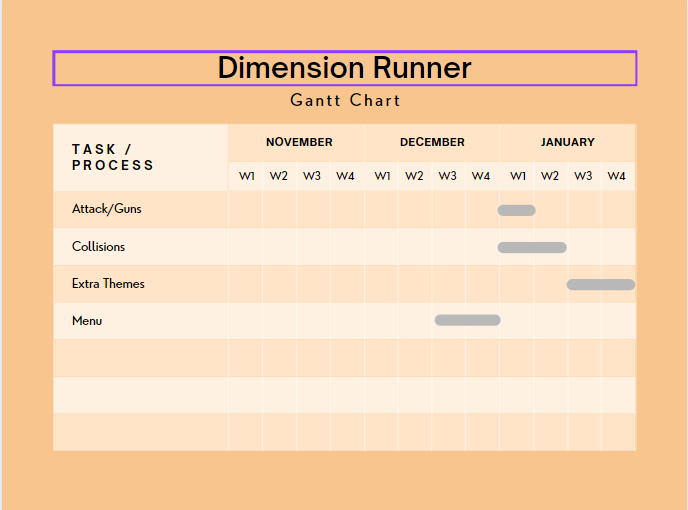 Dimension Runner
Gantt Chart
TASK /
PROCESS
NOVEMBER DECEMBER JANUARY
W1 W2 W3 W4 W1 W2 W3 W4 W1 W2 W3 W4
Attack/Guns
Collisions
Extra Themes
Menu